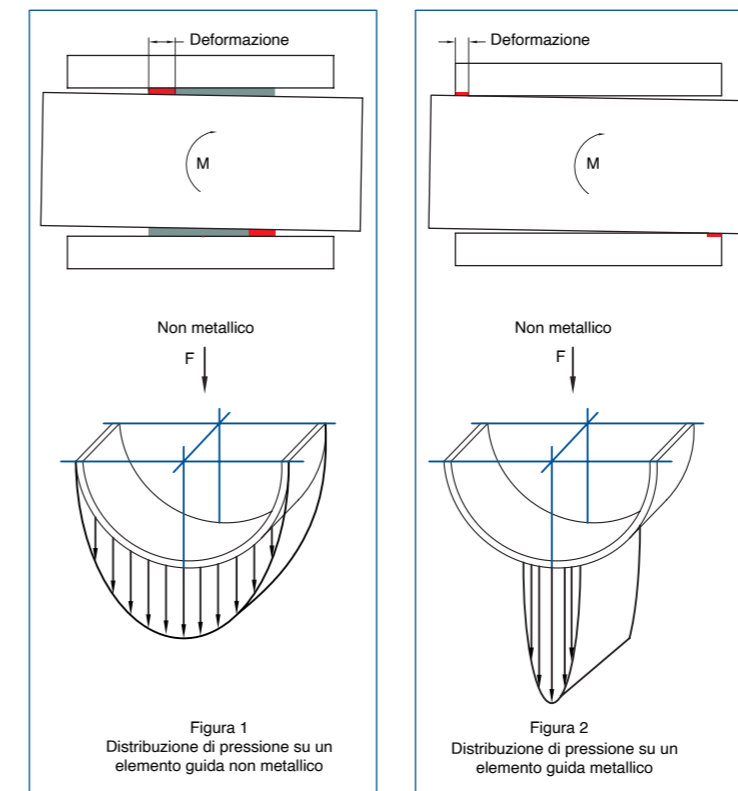 Deformazione
M
Non metallico
F
Figura 1
Distribuzione di pressione su un
elemento guida non metallico
Deformazione
M
Non metallico
F
Figura 2
Distribuzione di pressione su un
elemento guida metallico